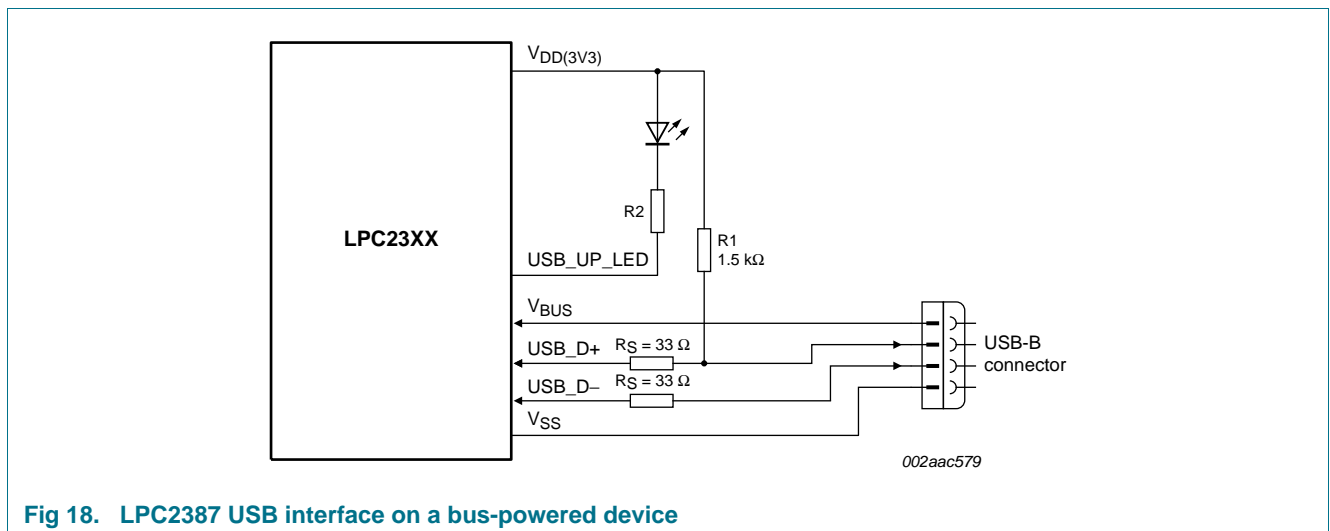 VDD(3V3)
R2
LPC23XX
R1
1.5 kΩ
USB_UP_LED
VBUS
USB_D+
RS = 33 Ω
USB-B
connector
USB_D−
RS = 33 Ω
VSS
002aac579
Fig 18. LPC2387 USB interface on a bus-powered device